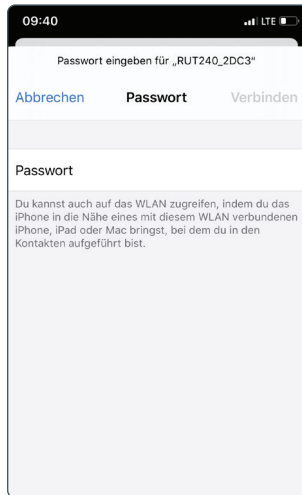 09:40 LTE
Passwort eingeben für „RUT240_2DC3“
Abbrechen Passwort Verbinden
Passwort
Du kannst auch auf das WLAN zugreifen, indem du das
iPhone in die Nähe eines mit diesem WLAN verbundenen
iPhone, iPad oder Mac bringst, bei dem du in den
Kontakten aufgeführt bist.